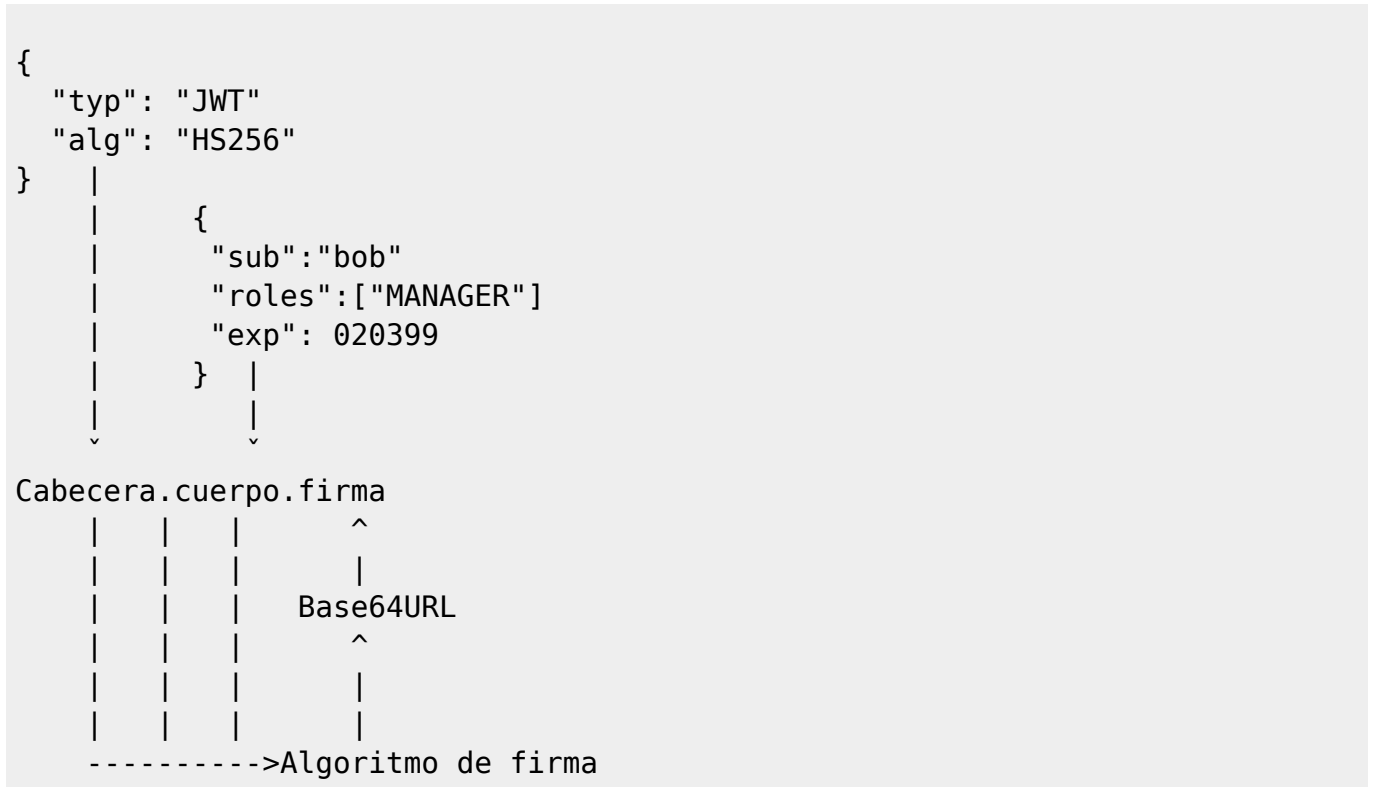 {
  "typ": "JWT"
  "alg": "HS256"
}   |
    |     {
    |      "sub":"bob"
    |      "roles":["MANAGER"]
    |      "exp": 020399
    |     }  |
    |        |
    ˇ        ˇ
Cabecera.cuerpo.firma
    |   |   |      ^
    |   |   |      |
    |   |   |   Base64URL
    |   |   |      ^
    |   |   |      |
    |   |   |      |
    ---------->Algoritmo de firma